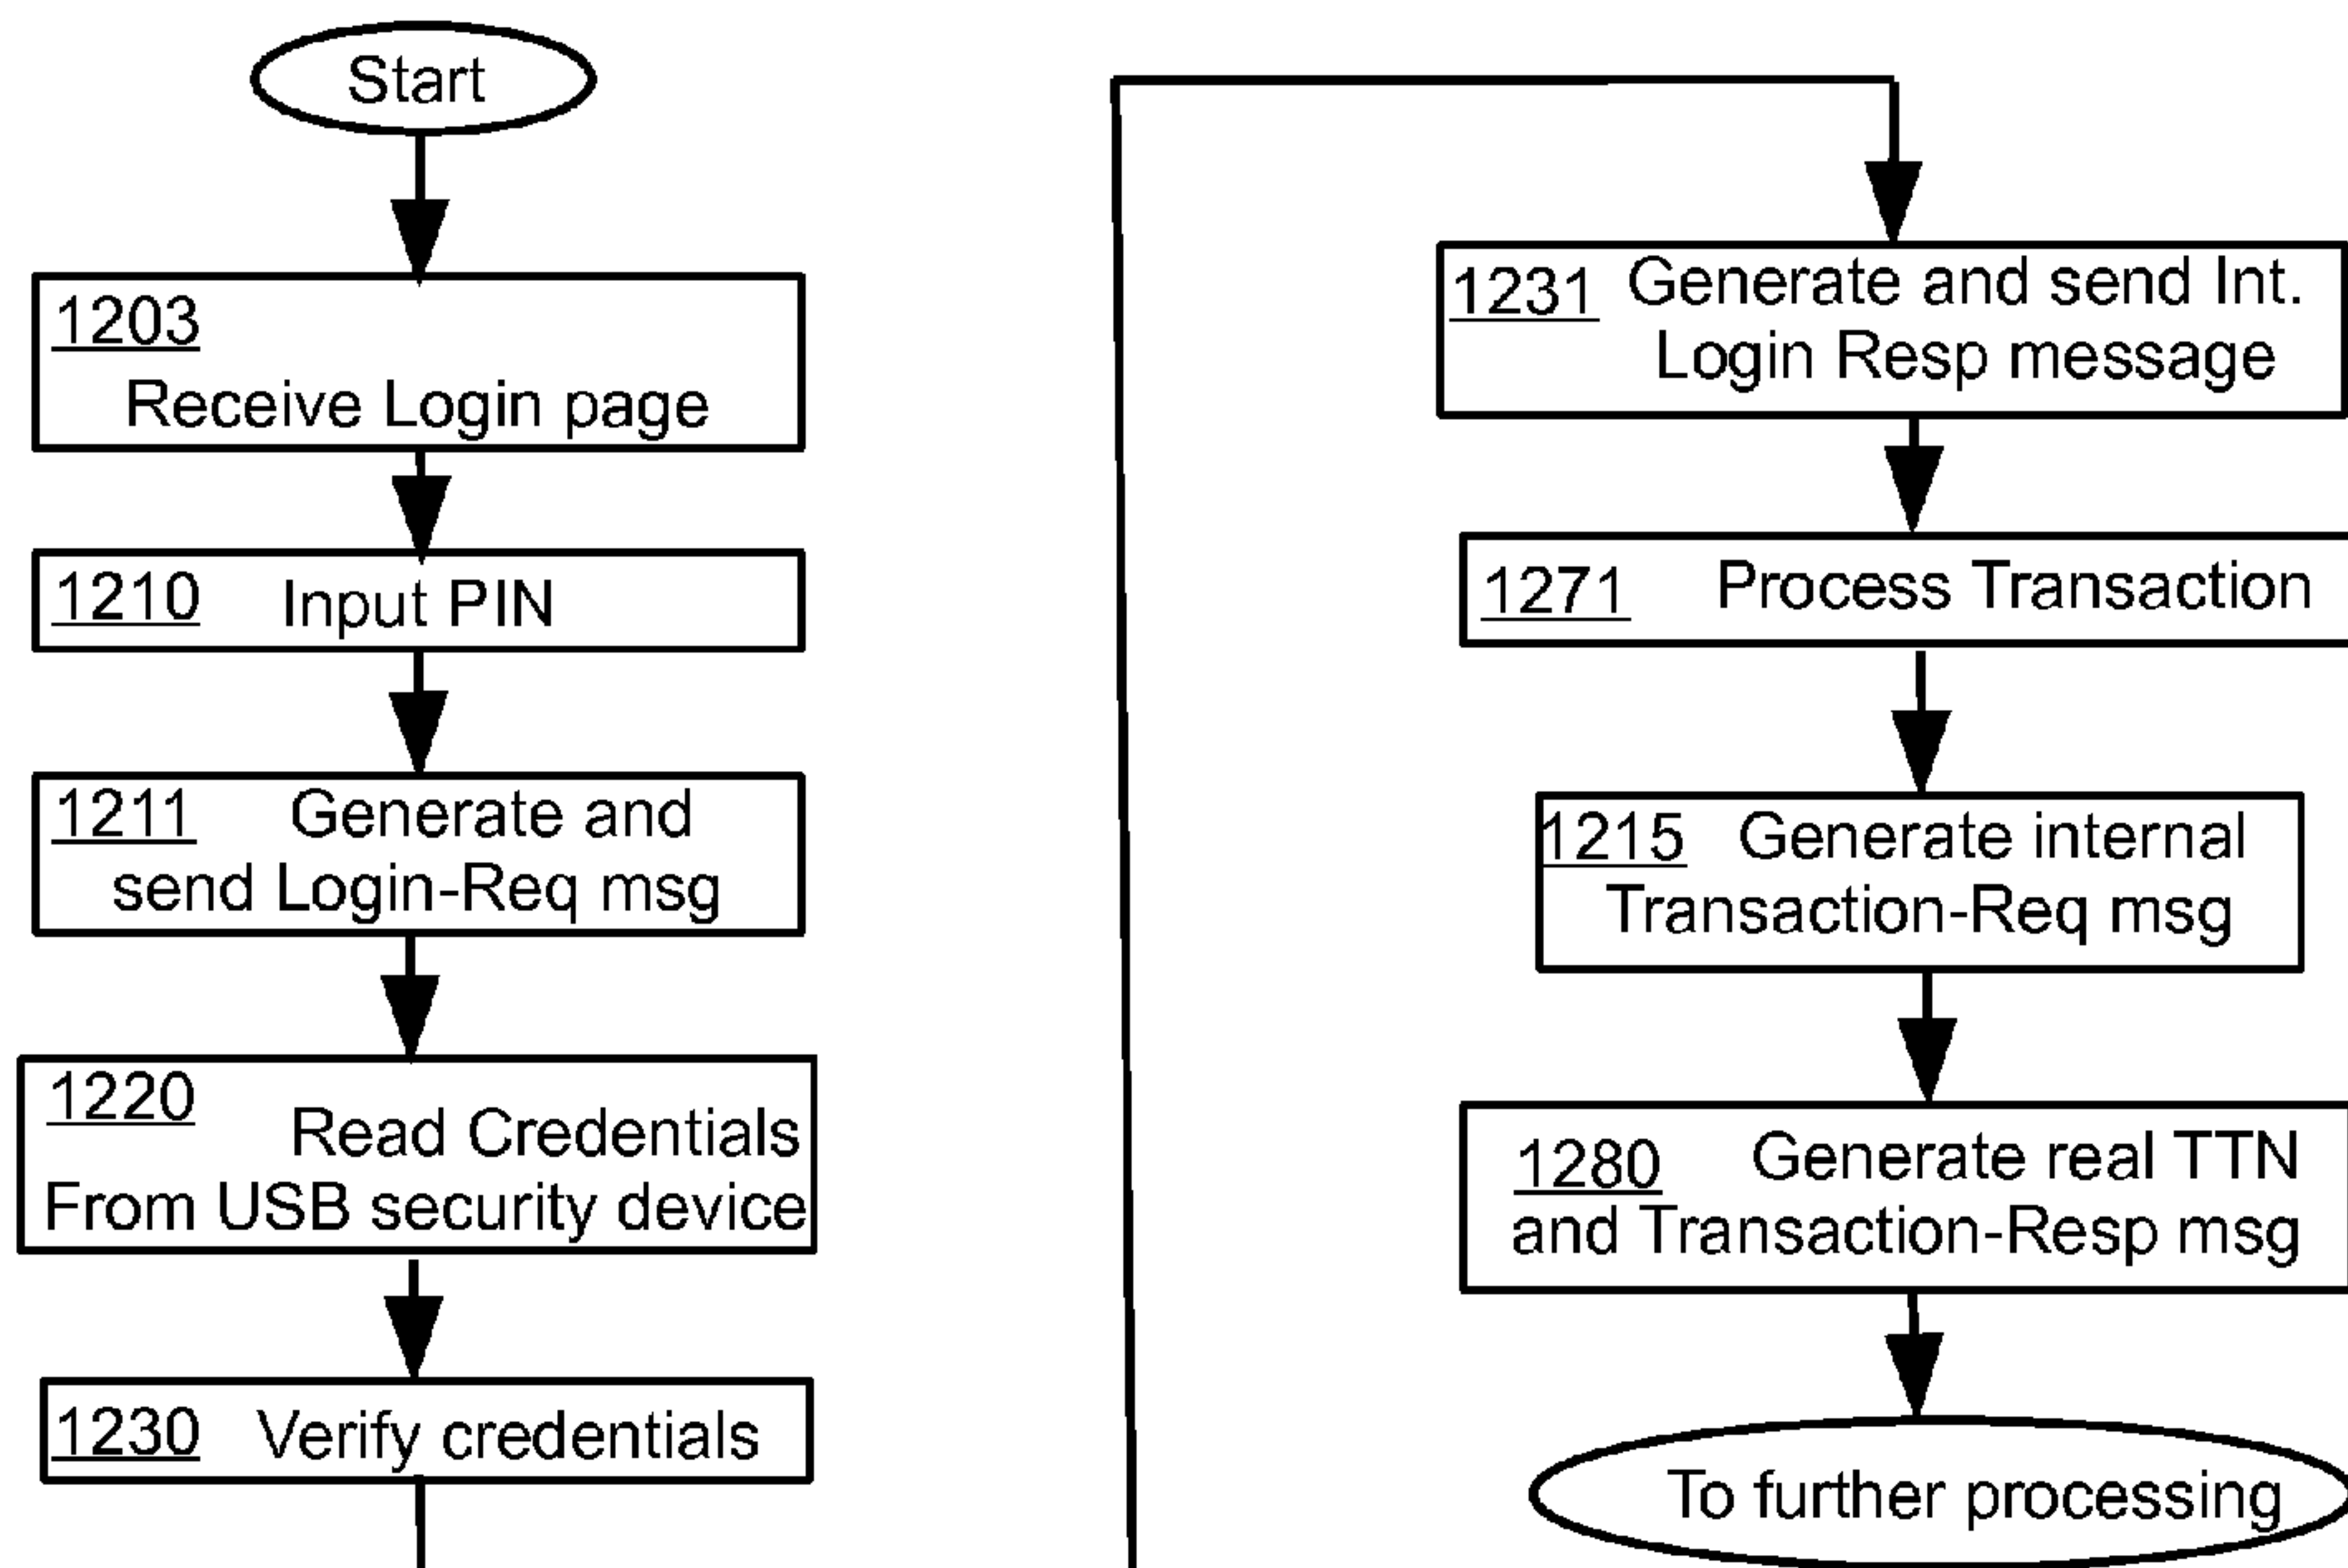 Start
1203
Receive Login page
1210 Input PIN
1211 Generate and
send Login-Req msg
1220
Read Credentials
From USB security device
1230 Verify credentials
1231 Generate and send Int.
Login Resp message
1271 Process Transaction
1215 Generate internal
Transaction-Req msg
1280 Generate real TTN
and Transaction-Resp msg
To further processing